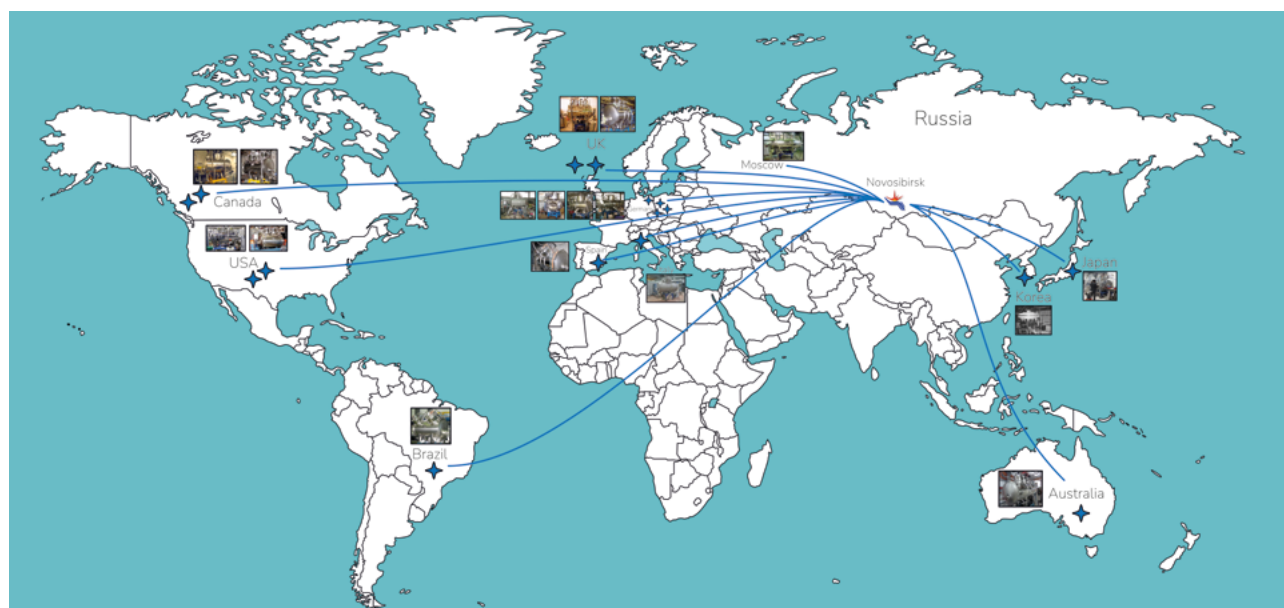 Russia
UK
Moscow
Novosibirsk
Canada
Spain
USA
Japan
Korea
Brazil
Australia